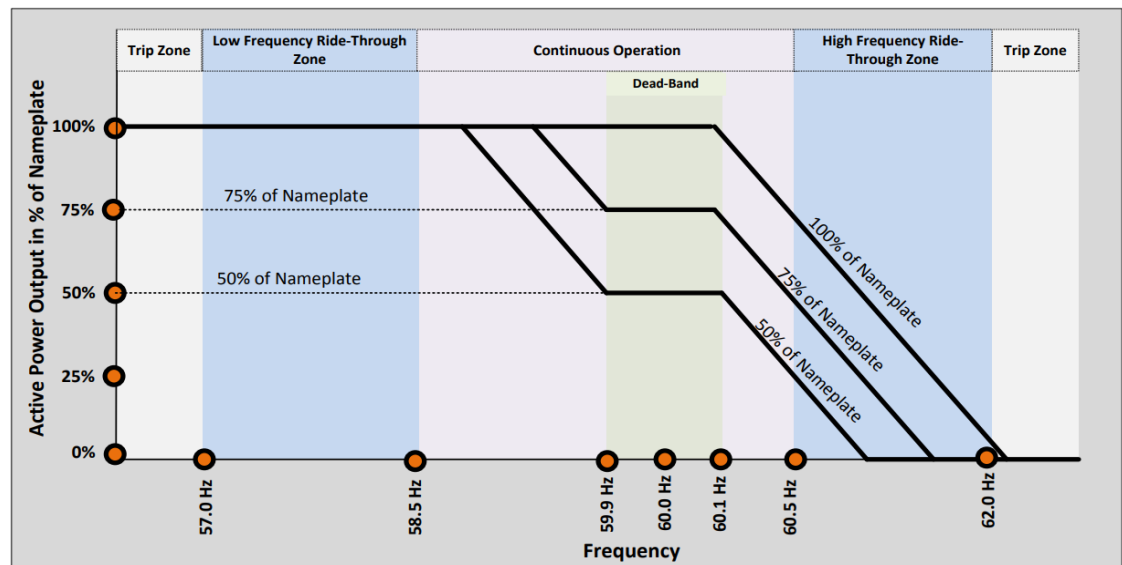 Trip Zone
Low Frequency Ride-Through
Zone
Continuous Operation
High Frequency Ride-
Through Zone
Trip Zone
Dead-Band
Active Power Output in % of Nameplate
100%
75%
50%
25%
0%
75% of Nameplate
50% of Nameplate
100% of Nameplate
75% of Nameplate
50% of Nameplate
57.0 Hz
58.5 Hz
59.9 Hz
60.0 Hz
60.1 Hz
60.5 Hz
62.0 Hz
Frequency